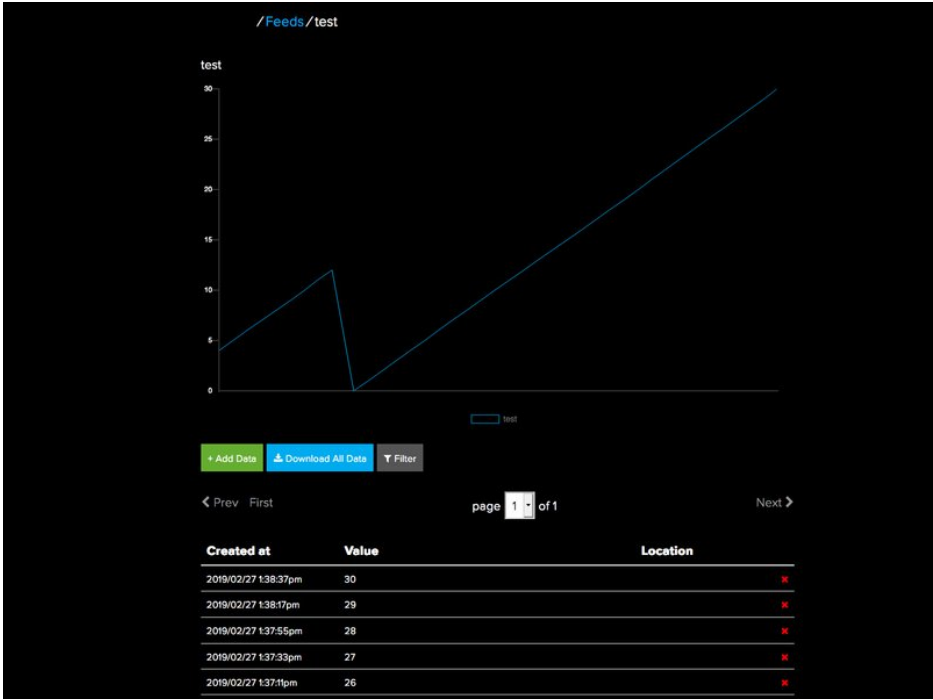 /Feeds/test
test
30
25
20
15
10
5
0
test
+ Add Data Download All Data Filter
Prev First page 1 of 1 Next
Created at Value Location
2019/02/27 1:38:37pm 30
2019/02/27 1:38:17pm 29
2019/02/27 1:37:55pm 28
2019/02/27 1:37:33pm 27
2019/02/27 1:37:11pm 26